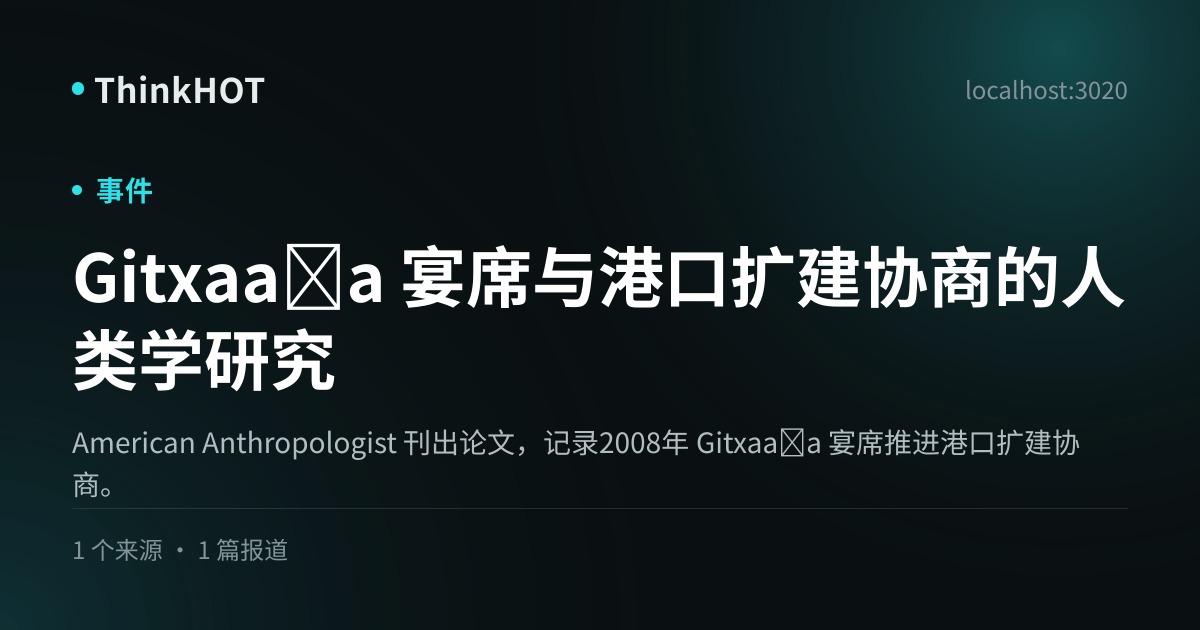 ThinkHOT
localhost:3020
事件
Gitxaa☒a 宴席与港口扩建协商的人
类学研究
American Anthropologist 刊出论文，记录2008年 Gitxaa☒a 宴席推进港口扩建协
商。
1 个来源 · 1 篇报道